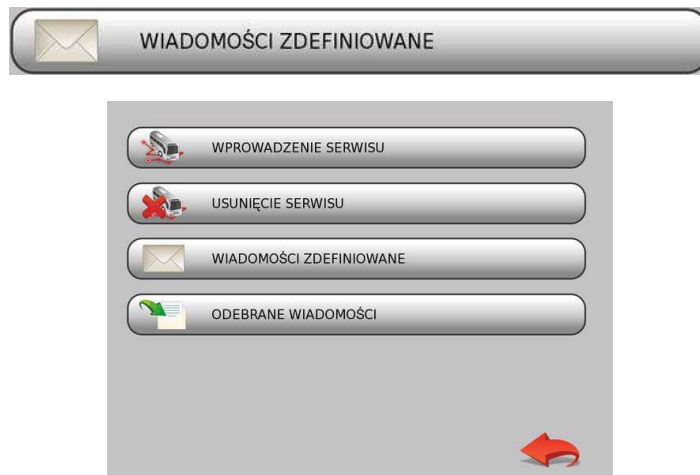 WIADOMOŚCI ZDEFINIOWANE
WPROWADZENIE SERWISU
USUNIĘCIE SERWISU
WIADOMOŚCI ZDEFINIOWANE
ODEBRANE WIADOMOŚCI